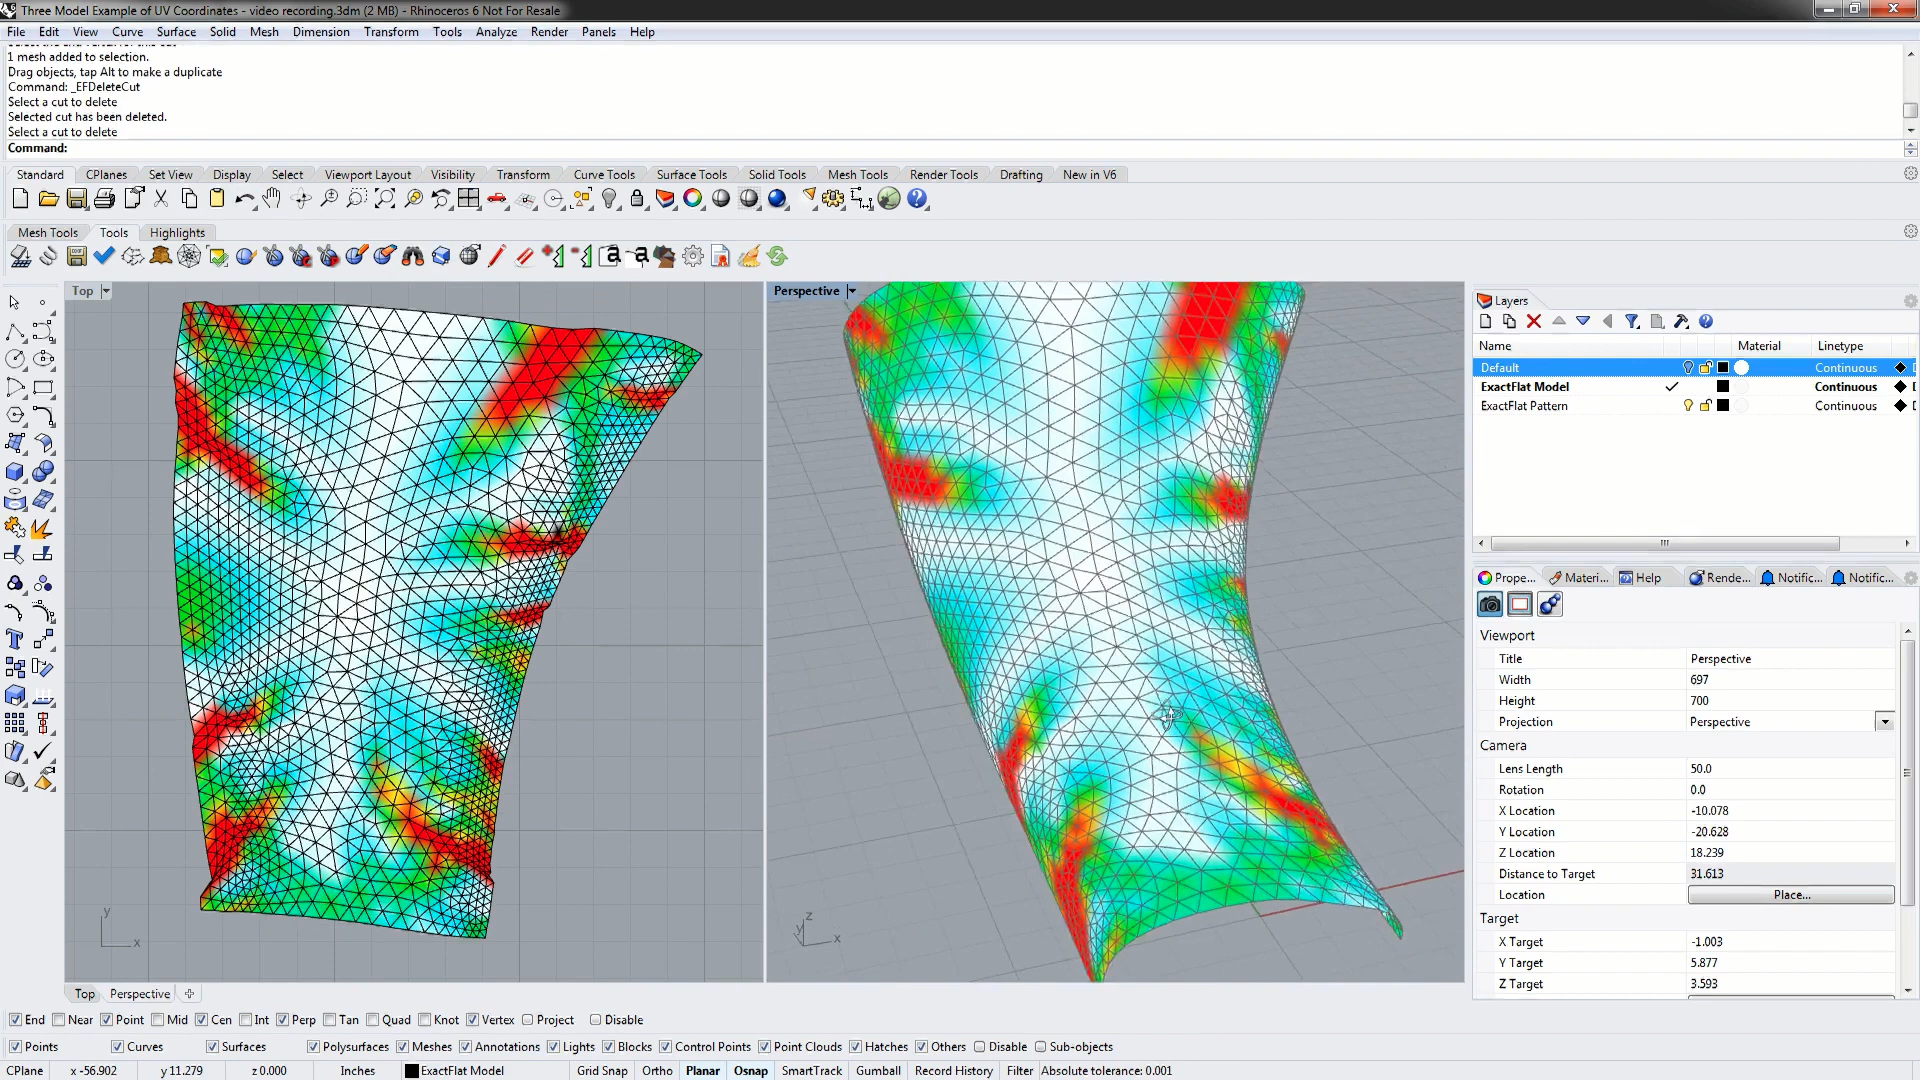 Three Model Example of UV Coordinates - video recording.3dm (2 MB) - Rhinoceros 6 Not For Resale
File Edit View Curve Surface Solid Mesh Dimension Transform Tools Analyze Render Panels Help
1 mesh added to selection.
Drag objects, tap Alt to make a duplicate
Command: _EFDeleteCut
Select a cut to delete
Selected cut has been deleted.
Select a cut to delete
Command:
Standard CPlanes Set View Display Select Viewport Layout Visibility Transform Curve Tools Surface Tools Solid Tools Mesh Tools Render Tools Drafting New in V6
Mesh Tools Tools Highlights
Top
Perspective
y
x
z
y
x
Top Perspective
Layers
Name Material Linetype
Default Continuous
ExactFlat Model Continuous
ExactFlat Pattern Continuous
Prope... Materi... Help Rende... Notific... Notific...
Viewport
Title Perspective
Width 697
Height 700
Projection Perspective
Camera
Lens Length 50.0
Rotation 0.0
X Location -10.078
Y Location -20.628
Z Location 18.239
Distance to Target 31.613
Location Place...
Target
X Target -1.003
Y Target 5.877
Z Target 3.593
End Near Point Mid Cen Int Perp Tan Quad Knot Vertex Project Disable
Points Curves Surfaces Polysurfaces Meshes Annotations Lights Blocks Control Points Point Clouds Hatches Others Disable Sub-objects
CPlane x -56.902 y 11.279 z 0.000 Inches ExactFlat Model Grid Snap Ortho Planar Osnap SmartTrack Gumball Record History Filter Absolute tolerance: 0.001